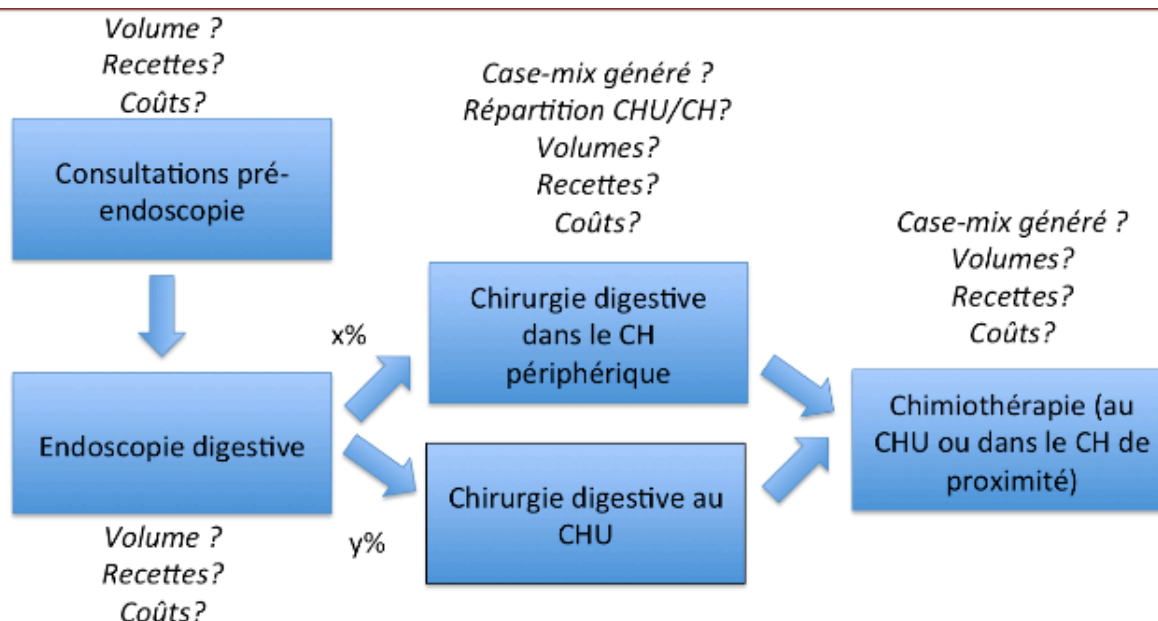 Volume ?
Recettes?
Coûts?
Consultations pré-
endoscopie
Endoscopie digestive
Volume ?
Recettes?
Coûts?
x%
y%
Case-mix généré ?
Répartition CHU/CH?
Volumes?
Recettes?
Coûts?
Chirurgie digestive
dans le CH
périphérique
Chirurgie digestive au
CHU
Case-mix généré ?
Volumes?
Recettes?
Coûts?
Chimiothérapie (au
CHU ou dans le CH de
proximité)